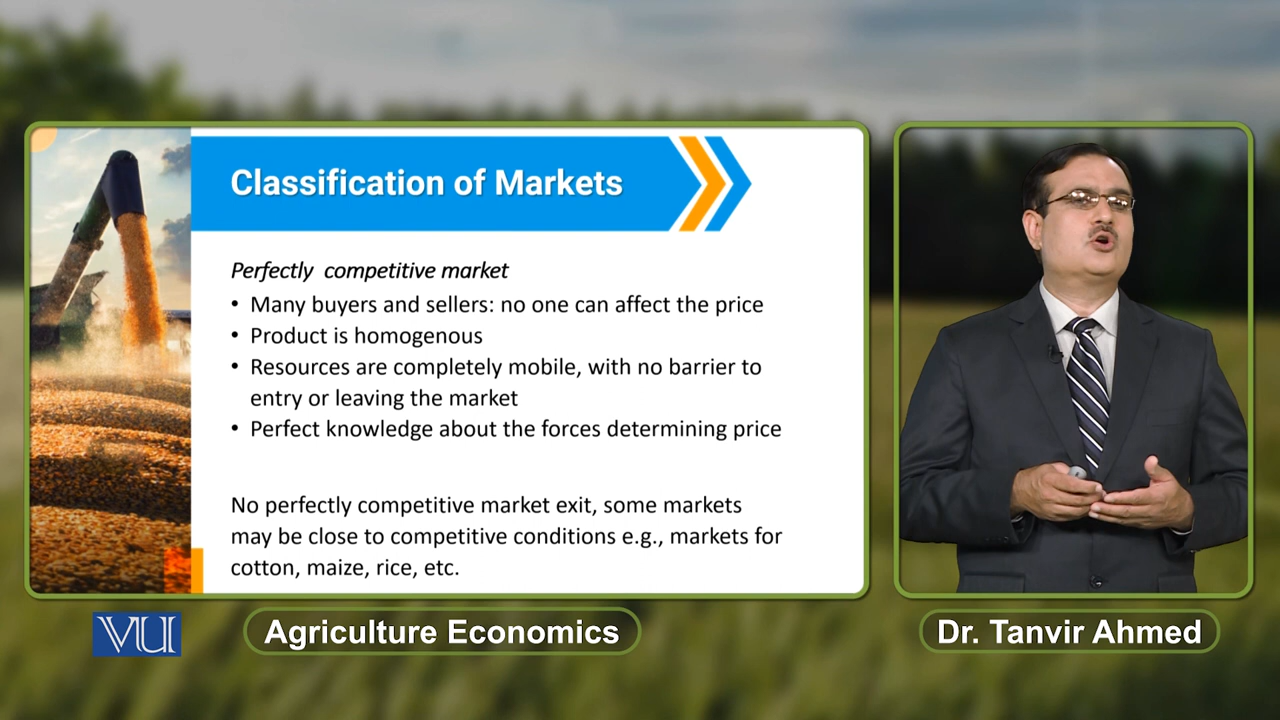 Classification of Markets
Perfectly competitive market
• Many buyers and sellers: no one can affect the price
• Product is homogenous
• Resources are completely mobile, with no barrier to
entry or leaving the market
• Perfect knowledge about the forces determining price
No perfectly competitive market exit, some markets
may be close to competitive conditions e.g., markets for
cotton, maize, rice, etc.
VU
Agriculture Economics
Dr. Tanvir Ahmed